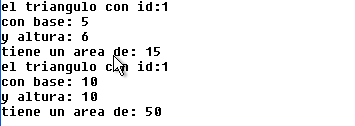 el triangulo con id:1
con base: 5
y altura: 6
tiene un area de: 15
el triangulo con id:1
con base: 10
y altura: 10
tiene un area de: 50